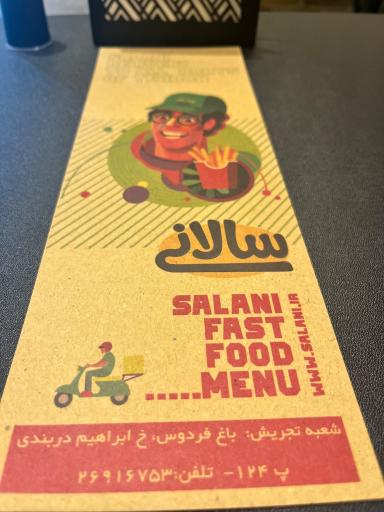 سالانی
SALANI
FAST
FOOD
MENU.....
WWW.SALANI.IR
شعبه تجریش: باغ فردوس، خ ابراهیم دربندی
پ ۱۲۴- تلفن: ۲۶۹۱۶۷۵۳